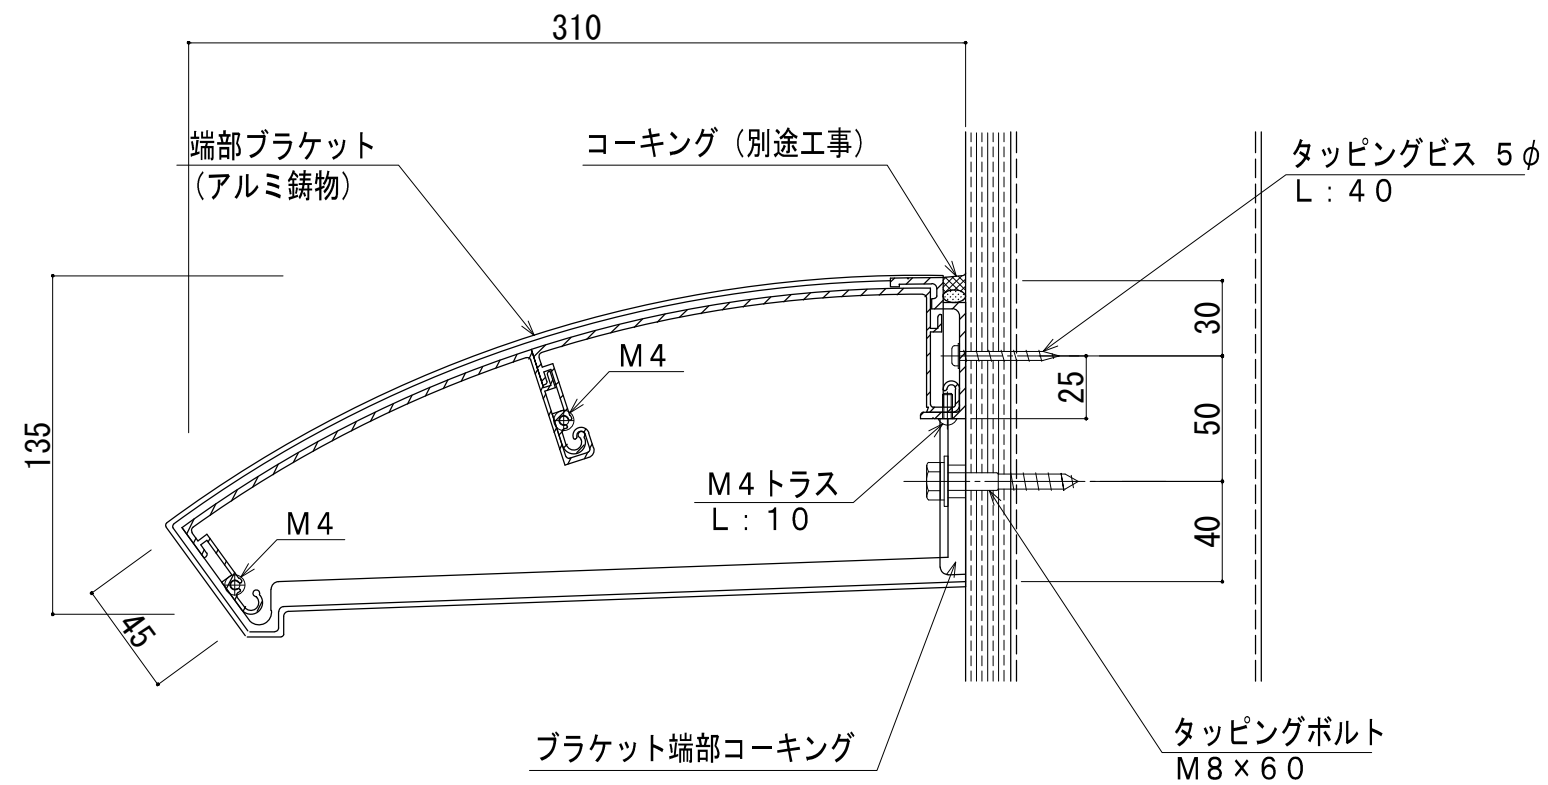 310
端部ブラケット
（アルミ鋳物）
コーキング（別途工事）
タッピングビス ５φ
Ｌ：４０
30
M４
25
135
50
M４トラス
Ｌ：１０
M４
40
45
ブラケット端部コーキング
タッピングボルト
M８×６０